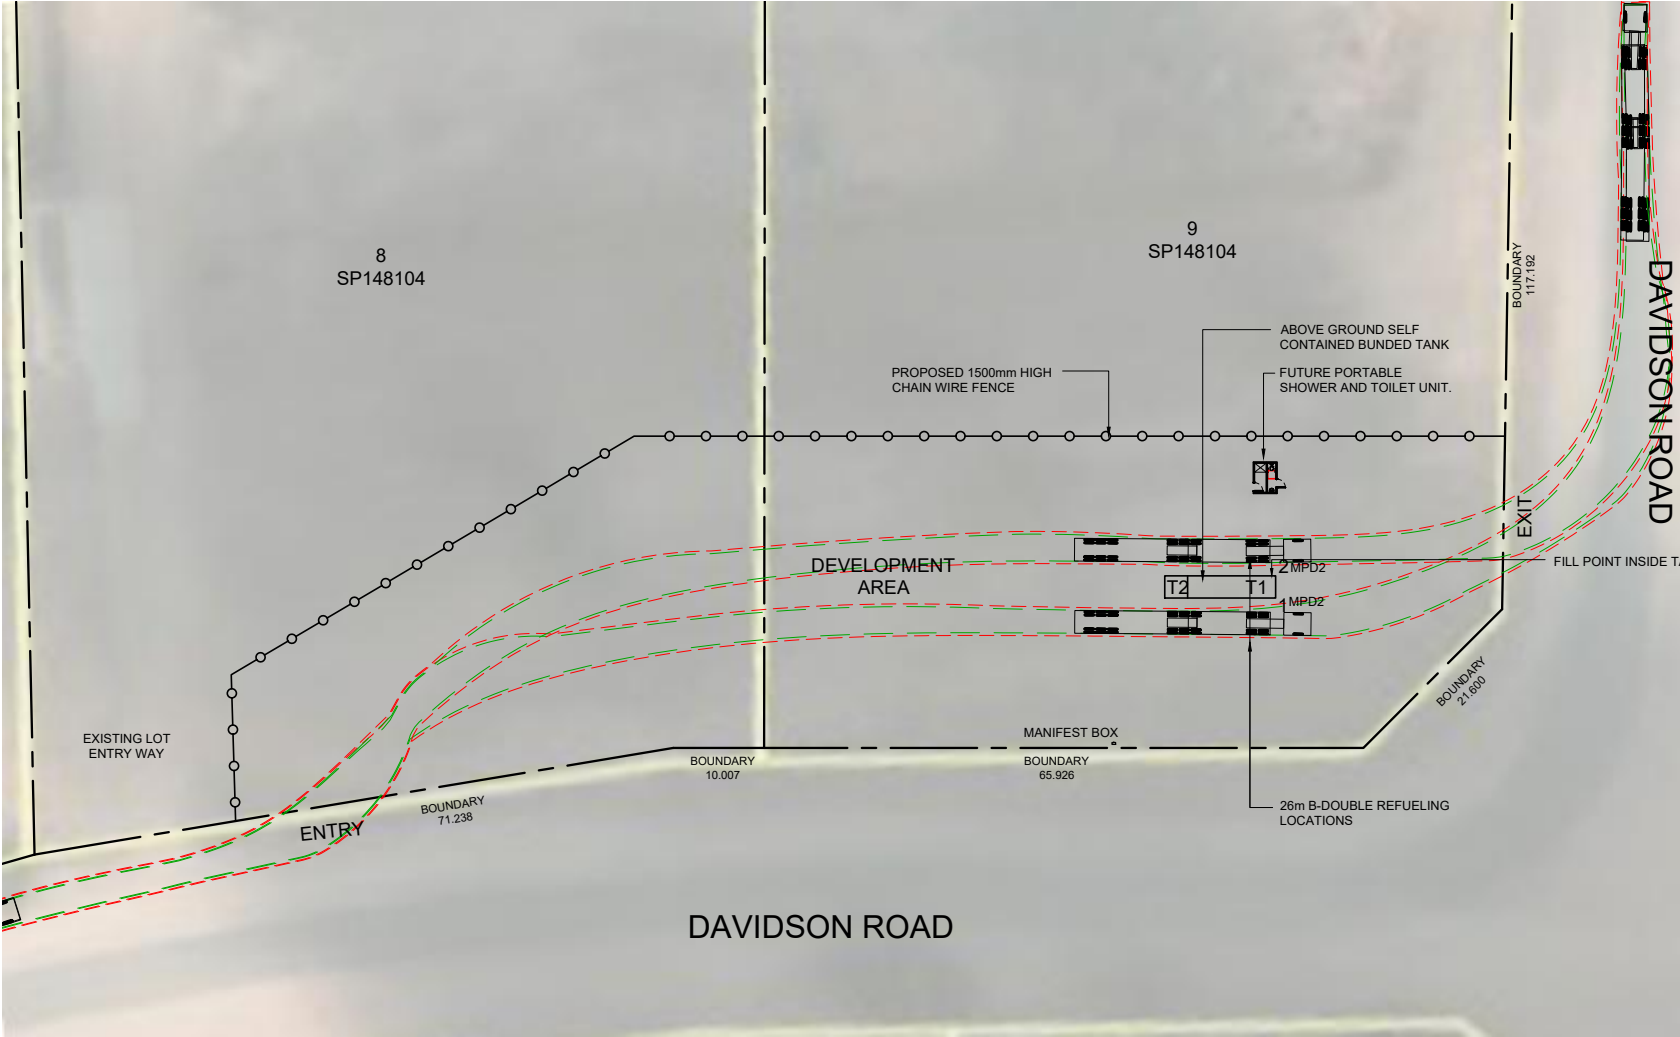 8
SP148104
9
SP148104
BOUNDARY
117.192
DAVIDSON ROAD
ABOVE GROUND SELF
CONTAINED BUNDED TANK
PROPOSED 1500mm HIGH
CHAIN WIRE FENCE
FUTURE PORTABLE
SHOWER AND TOILET UNIT.
EXIT
DEVELOPMENT
AREA
2 MPD2
FILL POINT INSIDE TA
T2
T1
1 MPD2
BOUNDARY
21.600
EXISTING LOT
ENTRY WAY
MANIFEST BOX
BOUNDARY
10.007
BOUNDARY
65.926
BOUNDARY
71.238
ENTRY
26m B-DOUBLE REFUELING
LOCATIONS
DAVIDSON ROAD